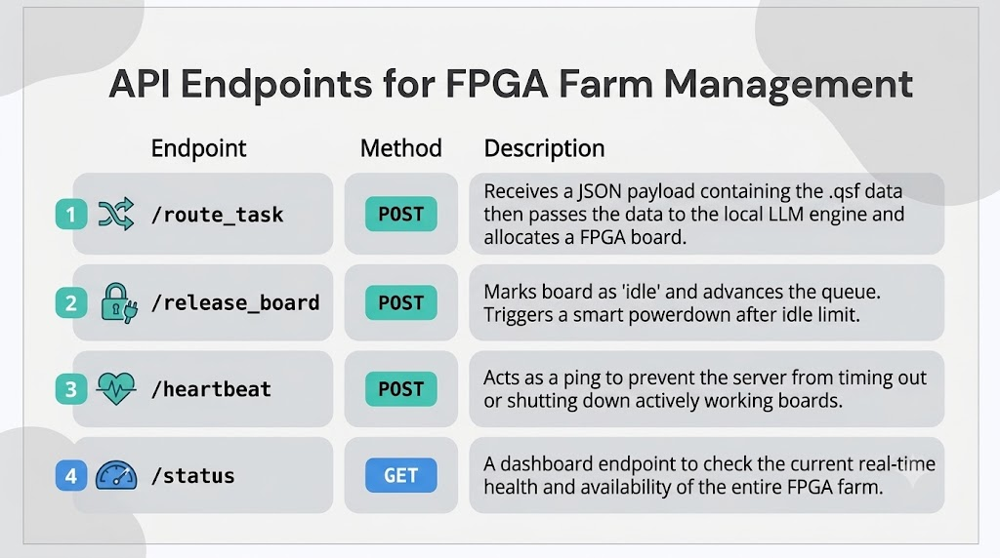 API Endpoints for FPGA Farm Management
Endpoint Method Description
1 /route_task POST Receives a JSON payload containing the .qsf data
then passes the data to the local LLM engine and
allocates a FPGA board.
2 /release_board POST Marks board as 'idle' and advances the queue.
Triggers a smart powerdown after idle limit.
3 /heartbeat POST Acts as a ping to prevent the server from timing out
or shutting down actively working boards.
4 /status GET A dashboard endpoint to check the current real-time
health and availability of the entire FPGA farm.